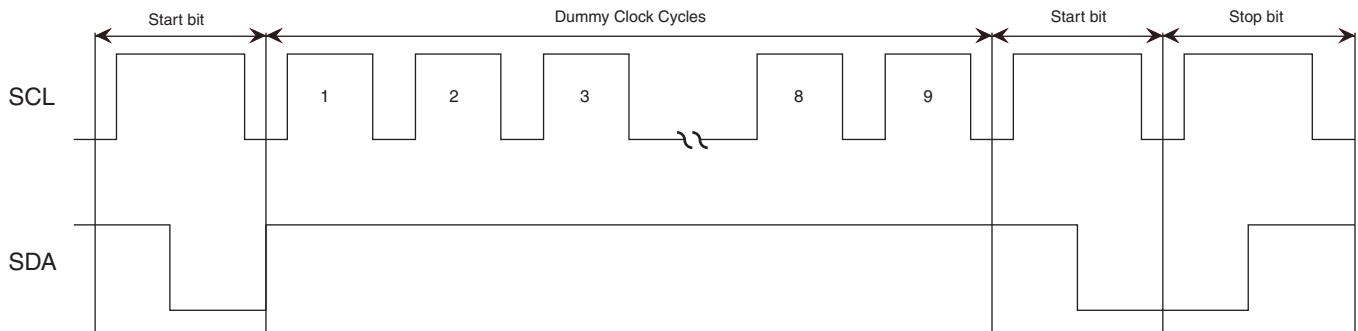 Start bit
Dummy Clock Cycles
Start bit
Stop bit
SCL
1
2
3
8
9
SDA